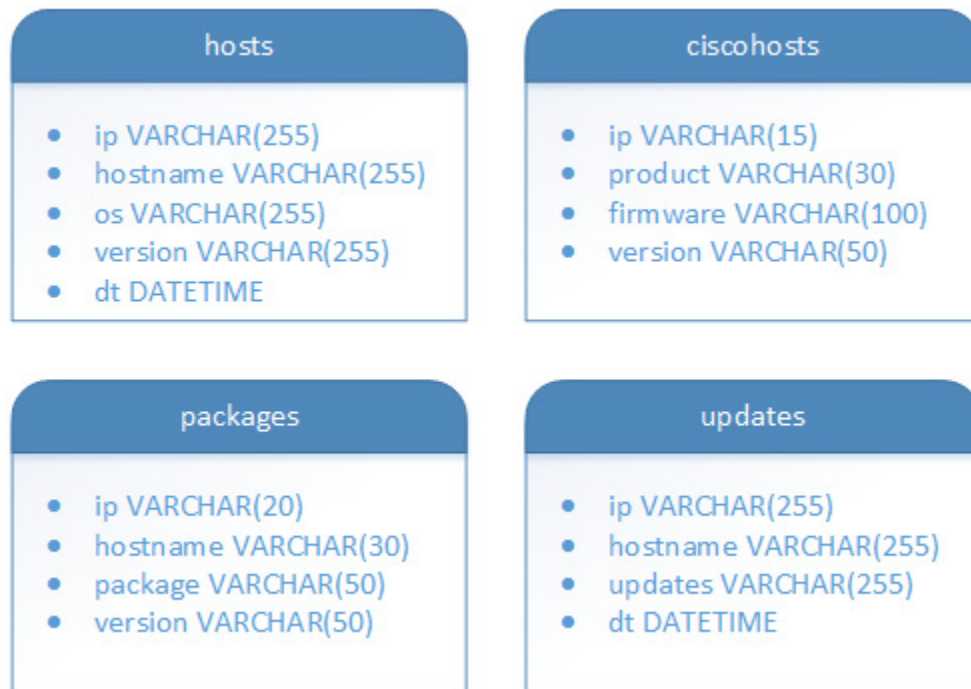 hosts
• ip VARCHAR(255)
• hostname VARCHAR(255)
• os VARCHAR(255)
• version VARCHAR(255)
• dt DATETIME
ciscohosts
• ip VARCHAR(15)
• product VARCHAR(30)
• firmware VARCHAR(100)
• version VARCHAR(50)
packages
• ip VARCHAR(20)
• hostname VARCHAR(30)
• package VARCHAR(50)
• version VARCHAR(50)
updates
• ip VARCHAR(255)
• hostname VARCHAR(255)
• updates VARCHAR(255)
• dt DATETIME